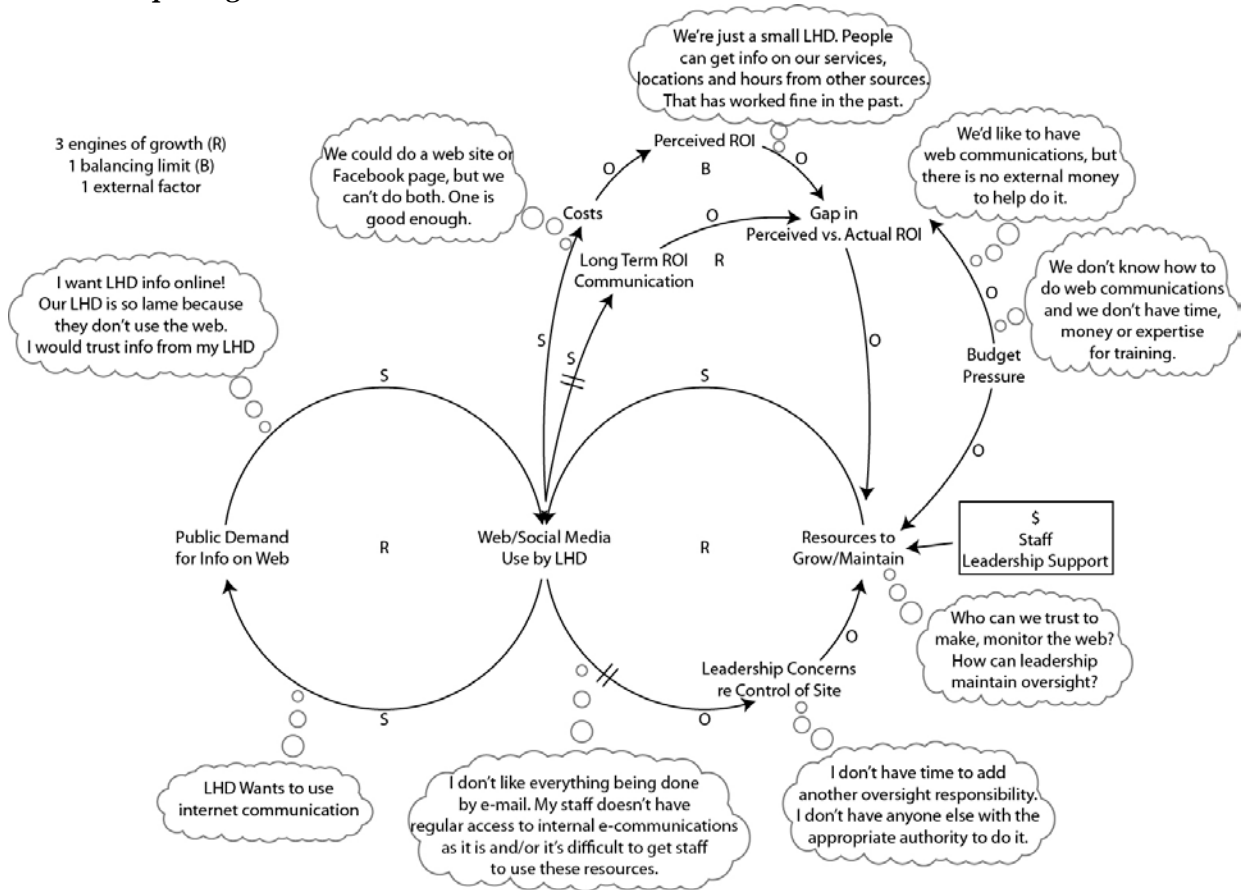 3 engines of growth (R)
1 balancing limit (B)
1 external factor
We're just a small LHD. People
can get info on our services,
locations and hours from other sources.
That has worked fine in the past.
We could do a web site or
Facebook page, but we
can't do both. One is
good enough.
We'd like to have
web communications, but
there is no external money
to help do it.
We don't know how to
do web communications
and we don't have time,
money or expertise
for training.
I want LHD info online!
Our LHD is so lame because
they don't use the web.
I would trust info from my LHD
O
Perceived ROI
O
B
Costs
O
Gap in
Perceived vs. Actual ROI
Long Term ROI
Communication
R
S
S
O
O
Budget
Pressure
O
S
S
Public Demand
for Info on Web
R
Web/Social Media
Use by LHD
R
Resources to
Grow/Maintain
$
Staff
Leadership Support
S
O
Leadership Concerns
re Control of Site
O
Who can we trust to
make, monitor the web?
How can leadership
maintain oversight?
LHD Wants to use
internet communication
I don't like everything being done
by e-mail. My staff doesn't have
regular access to internal e-communications
as it is and/or it's difficult to get staff
to use these resources.
I don't have time to add
another oversight responsibility.
I don't have anyone else with the
appropriate authority to do it.